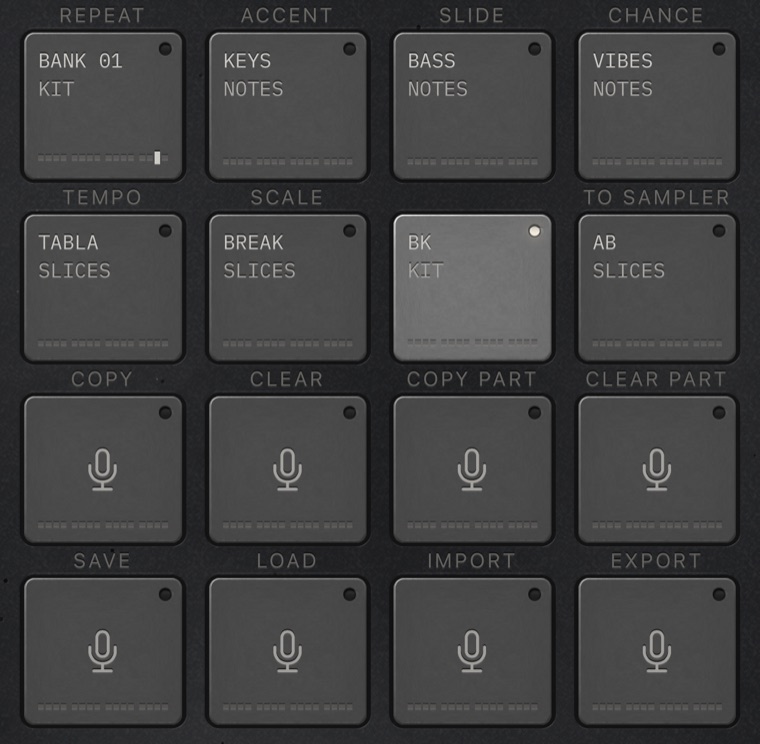 REPEAT ACCENT SLIDE CHANCE
BANK 01 KEYS BASS VIBES
KIT NOTES NOTES NOTES
TEMPO SCALE TO SAMPLER
TABLA BREAK BK AB
SLICES SLICES KIT SLICES
COPY CLEAR COPY PART CLEAR PART
SAVE LOAD IMPORT EXPORT